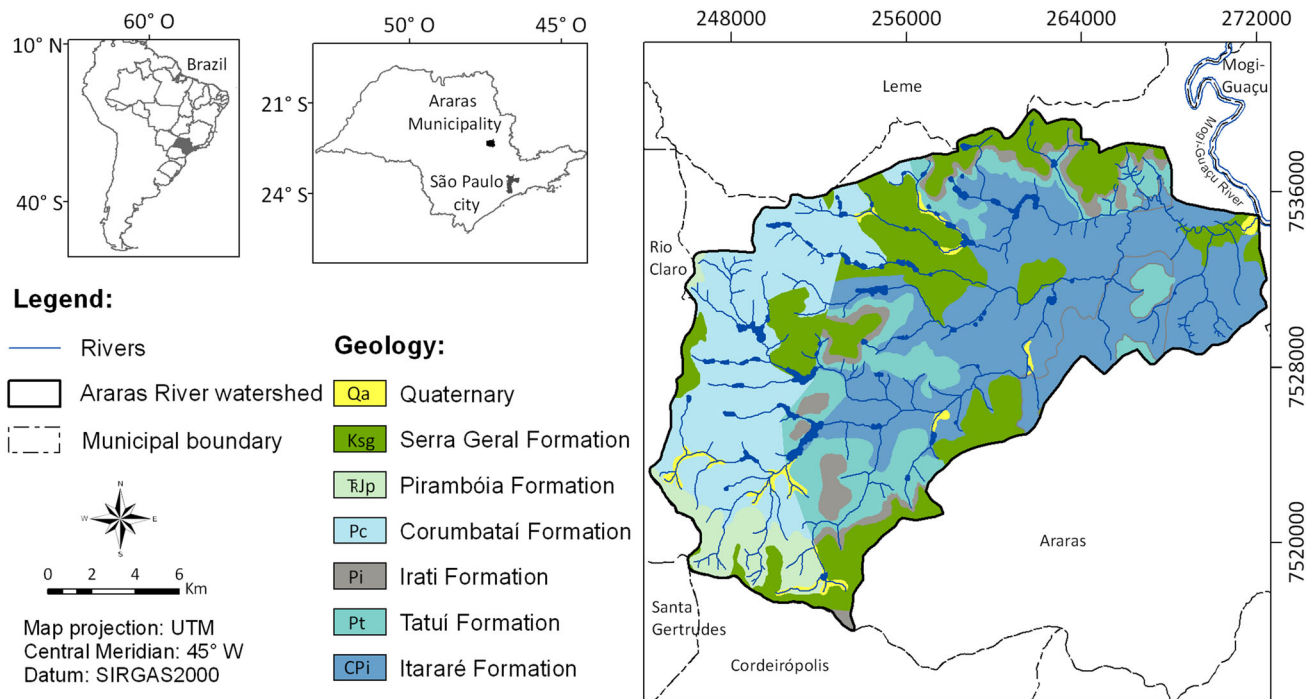 60° O
10° N
Brazil
40° S
50° O
45° O
21° S
Araras
Municipality
São Paulo
city
24° S
248000
256000
264000
272000
Mogi-
Guaçu
Leme
Mogi-Guaçu River
7536000
Rio
Claro
7528000
7520000
Araras
Santa
Gertrudes
Cordeirópolis
Legend:
Rivers
Araras River watershed
Municipal boundary
N
W
E
S
0 2 4 6
Km
Map projection: UTM
Central Meridian: 45° W
Datum: SIRGAS2000
Geology:
Qa Quaternary
Ksg Serra Geral Formation
TRJp Pirambóia Formation
Pc Corumbataí Formation
Pi Irati Formation
Pt Tatuí Formation
CPi Itararé Formation